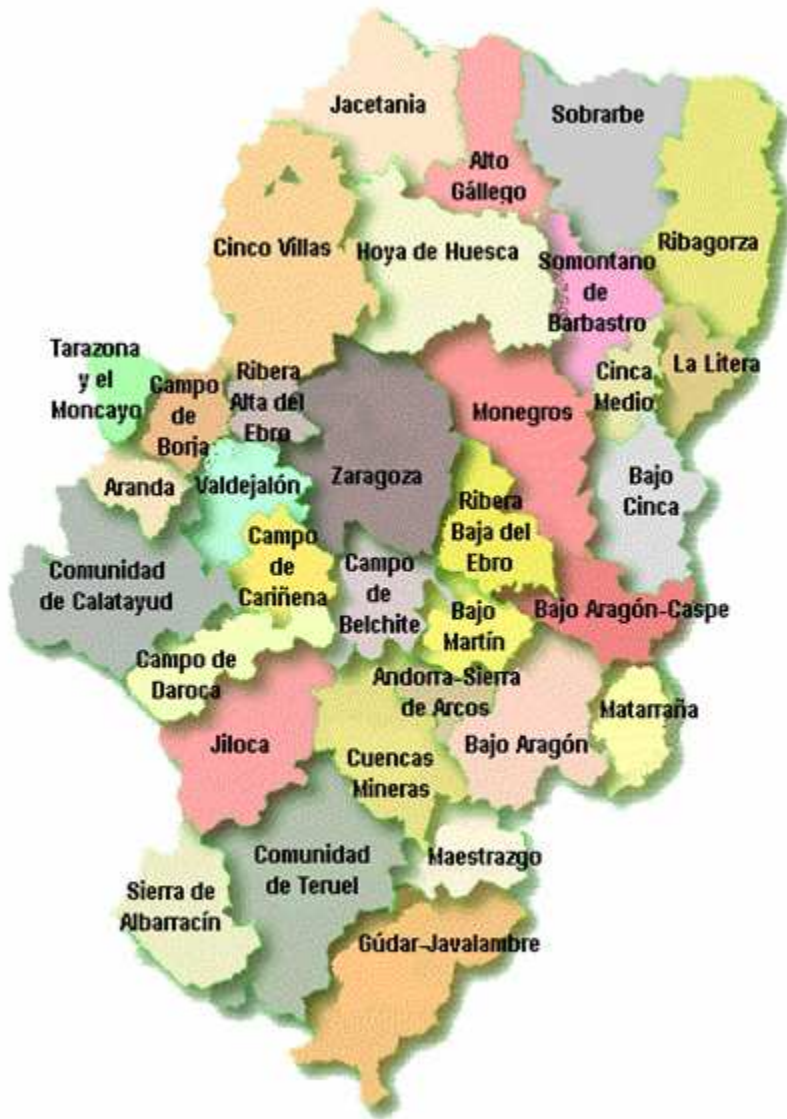 Jacetania
Sobrarbe
Alto
Gállego
Cinco Villas
Hoya de Huesca
Ribagorza
Somontano
de
Barbastro
Tarazona
y el
Moncayo
Campo
de
Borja
Ribera
Alta del
Ebro
Cinca
Medio
La Litera
Monegros
Aranda
Valdejalón
Zaragoza
Bajo
Cinca
Ribera
Baja del
Ebro
Campo
de
Cariñena
Comunidad
de Calatayud
Campo
de
Belchite
Bajo
Martín
Bajo Aragón-Caspe
Campo de
Daroca
Andorra-Sierra
de Arcos
Matarraña
Jiloca
Bajo Aragón
Cuencas
Mineras
Comunidad
de Teruel
Maestrazgo
Sierra de
Albarracín
Gúdar-Javalambre